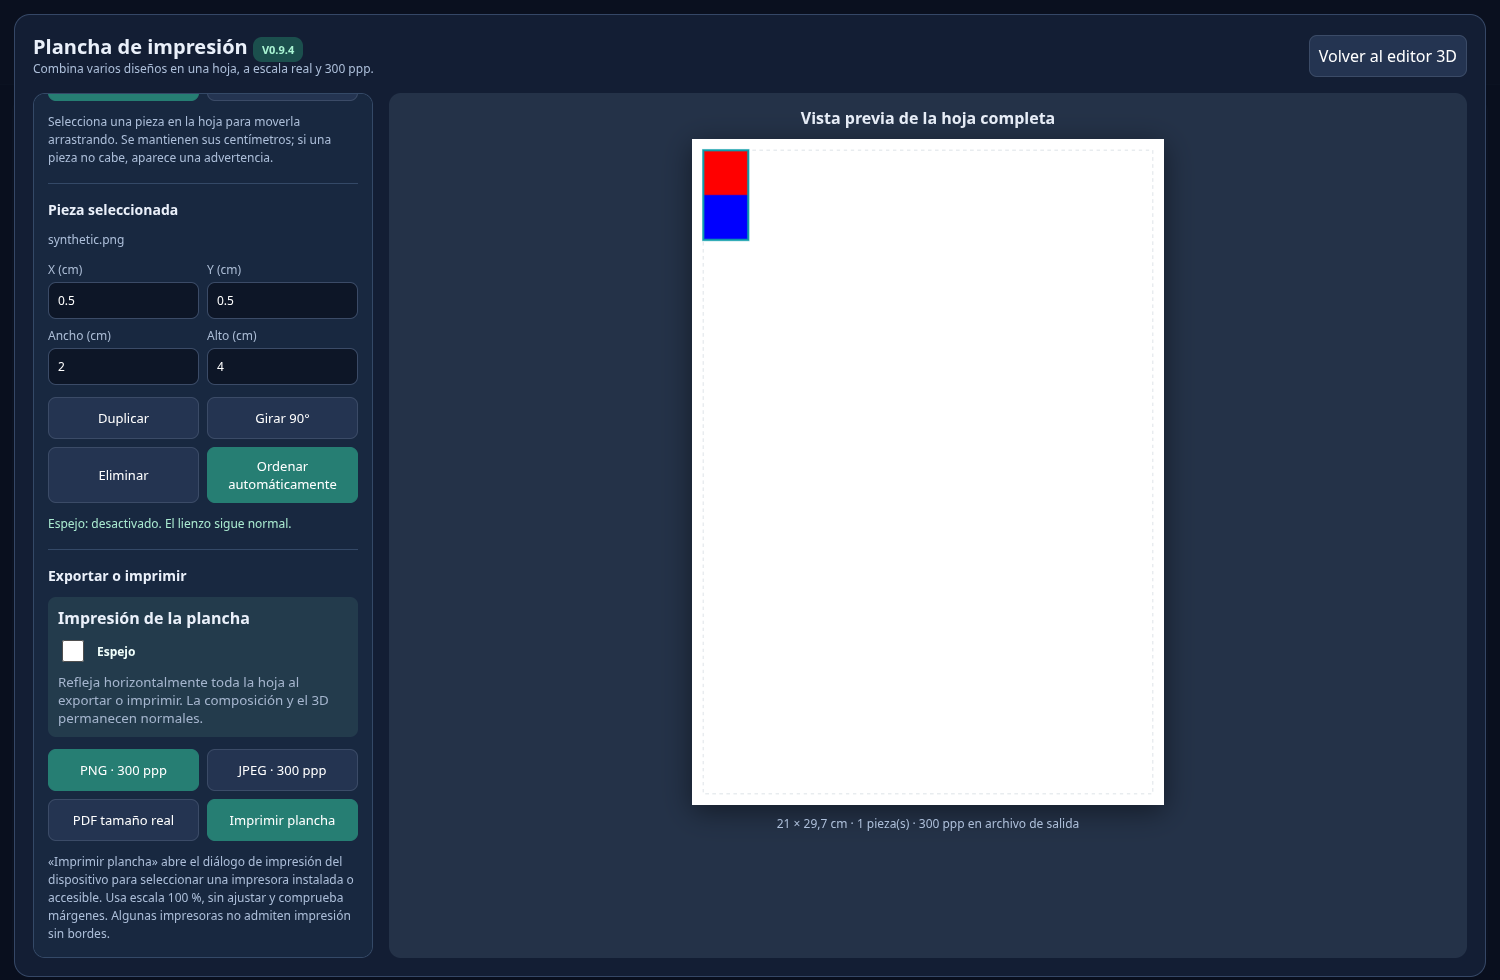 Plancha de impresión V0.9.4
Combina varios diseños en una hoja, a escala real y 300 ppp.
Volver al editor 3D
Selecciona una pieza en la hoja para moverla
arrastrando. Se mantienen sus centímetros; si una
pieza no cabe, aparece una advertencia.
Pieza seleccionada
synthetic.png
X (cm) Y (cm)
0.5 0.5
Ancho (cm) Alto (cm)
2 4
Duplicar Girar 90°
Eliminar Ordenar
automáticamente
Espejo: desactivado. El lienzo sigue normal.
Exportar o imprimir
Impresión de la plancha
Espejo
Refleja horizontalmente toda la hoja al
exportar o imprimir. La composición y el 3D
permanecen normales.
PNG · 300 ppp JPEG · 300 ppp
PDF tamaño real Imprimir plancha
«Imprimir plancha» abre el diálogo de impresión del
dispositivo para seleccionar una impresora instalada o
accesible. Usa escala 100 %, sin ajustar y comprueba
márgenes. Algunas impresoras no admiten impresión
sin bordes.
Vista previa de la hoja completa
21 × 29,7 cm · 1 pieza(s) · 300 ppp en archivo de salida